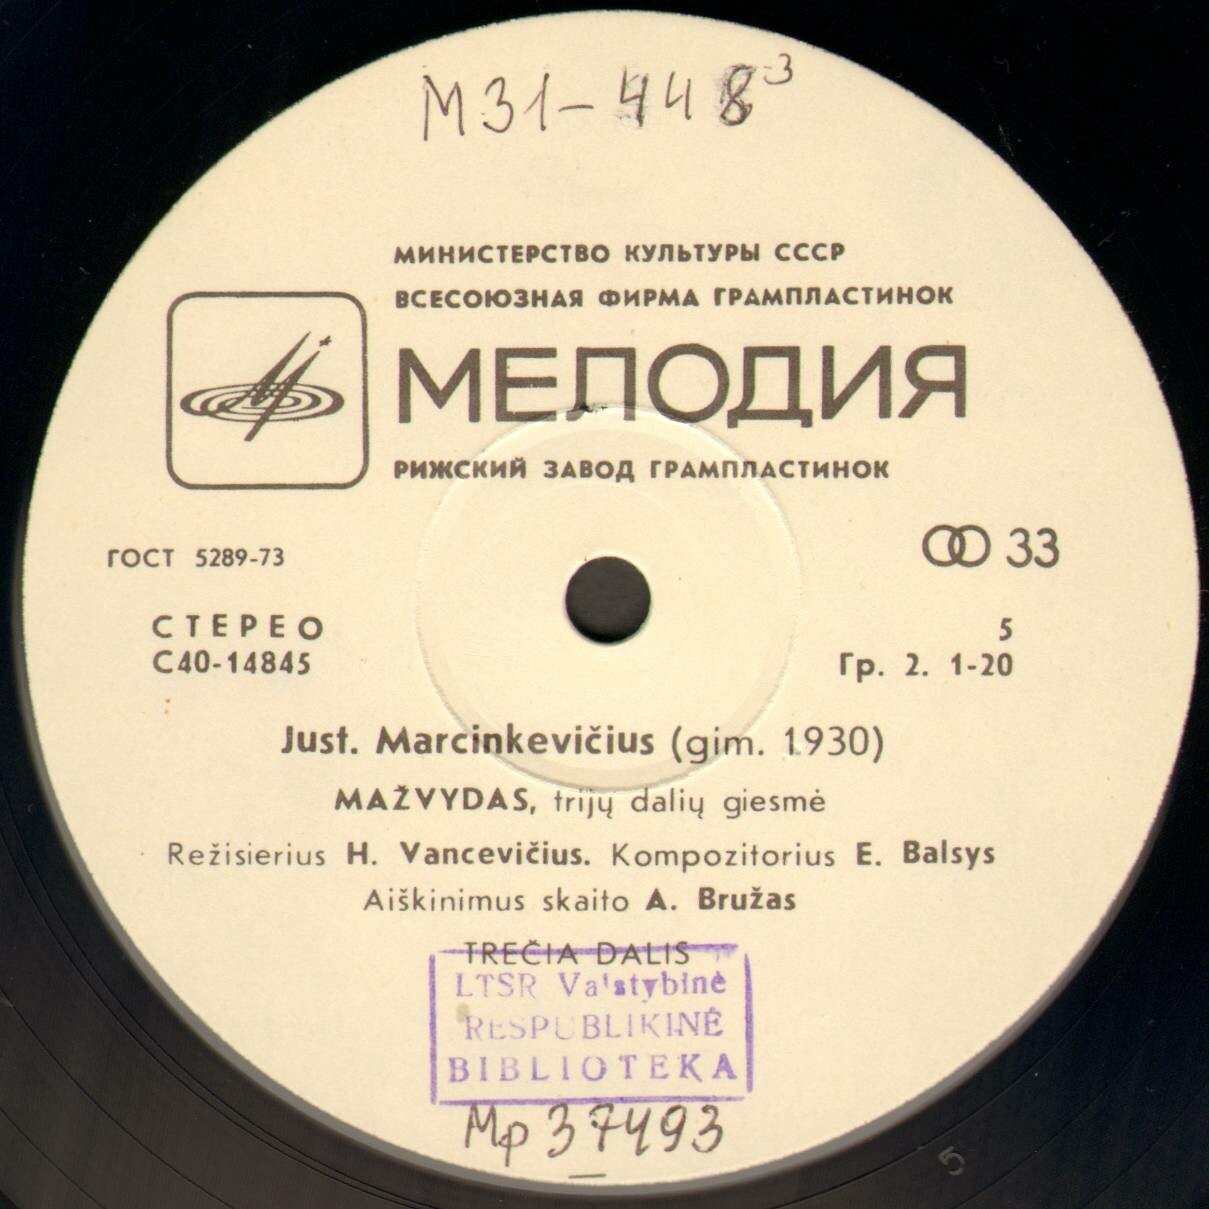 М31-448³
МИНИСТЕРСТВО КУЛЬТУРЫ СССР
ВСЕСОЮЗНАЯ ФИРМА ГРАМПЛАСТИНОК
МЕЛОДИЯ
РИЖСКИЙ ЗАВОД ГРАМПЛАСТИНОК
ГОСТ 5289-73
33
СТЕРЕО
5
С40-14845
Гр. 2. 1-20
Just. Marcinkevičius (gim. 1930)
MAŽVYDAS, trijų dalių giesmė
Režisierius H. Vancevičius. Kompozitorius E. Balsys
Aiškinimus skaito A. Bružas
TREČIA DALIS
LTSR Valstybinė
RESPUBLIKINĖ
BIBLIOTEKA
Mp 37493
5